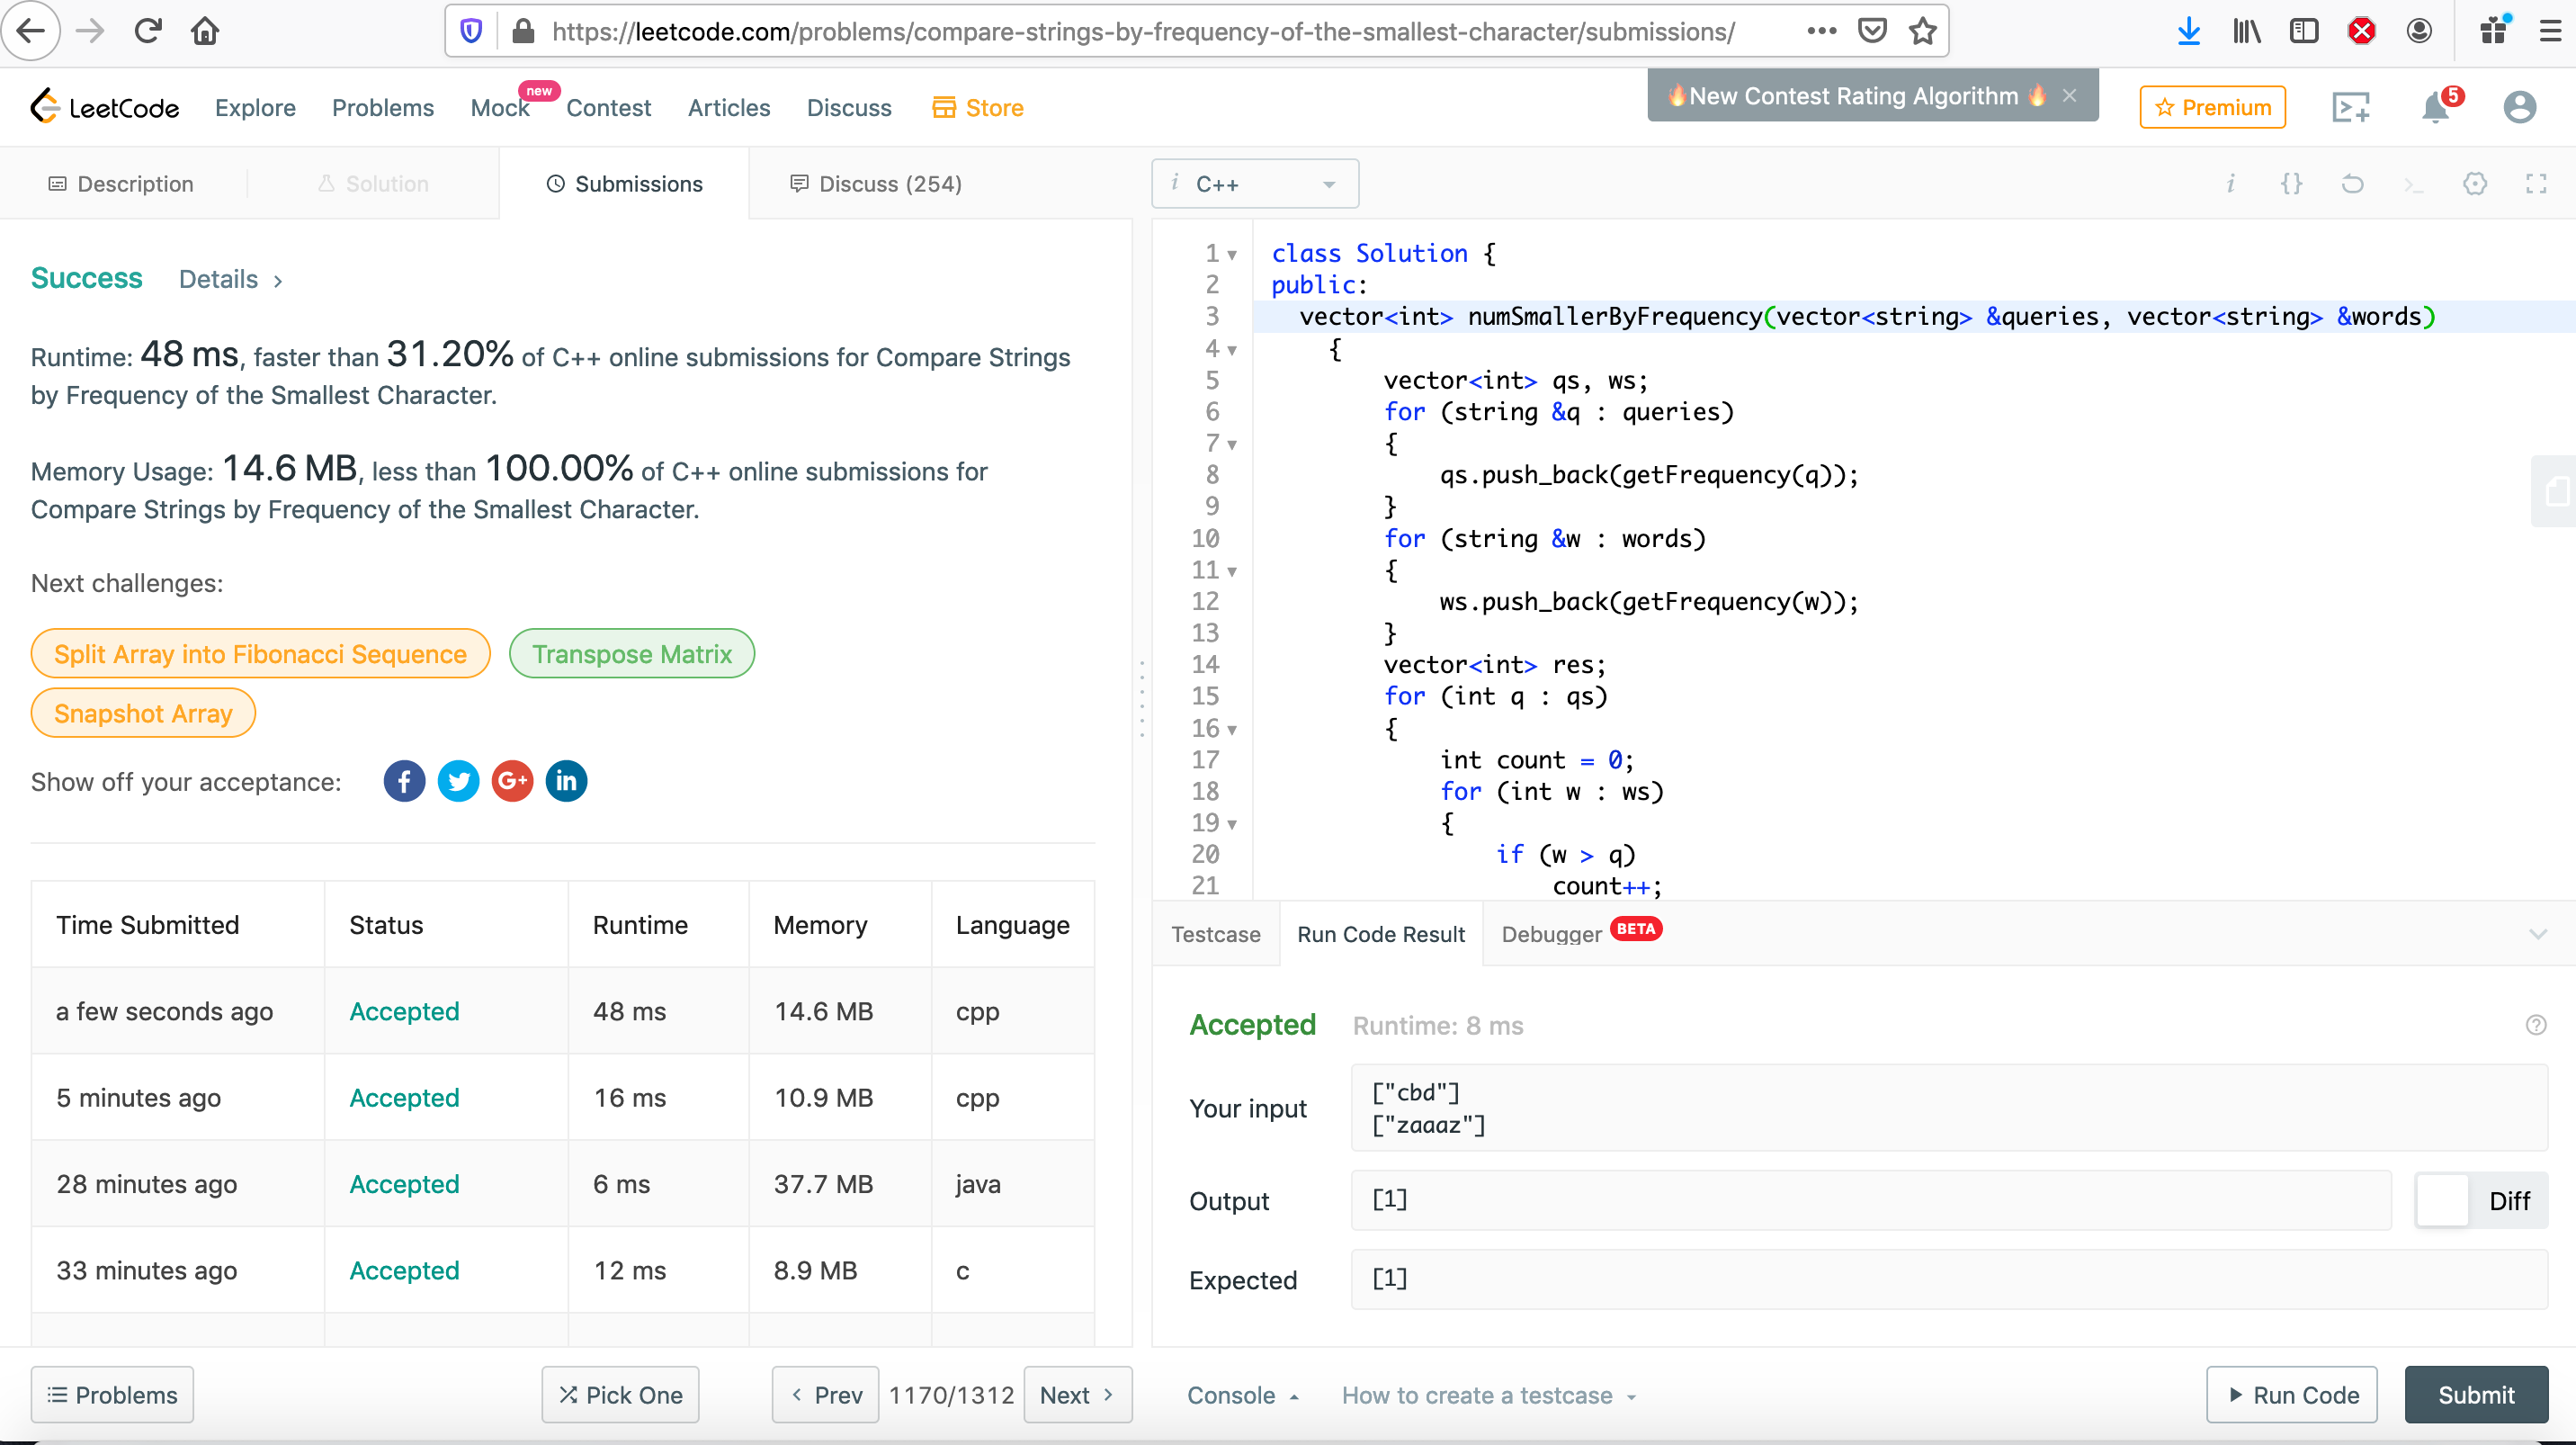 https://leetcode.com/problems/compare-strings-by-frequency-of-the-smallest-character/submissions/
LeetCode
Explore
Problems
Mock
new
Contest
Articles
Discuss
Store
🔥New Contest Rating Algorithm 🔥 ×
Premium
5
Description
Solution
Submissions
Discuss (254)
i C++
Success
Details >
Runtime: 48 ms, faster than 31.20% of C++ online submissions for Compare Strings
by Frequency of the Smallest Character.
Memory Usage: 14.6 MB, less than 100.00% of C++ online submissions for
Compare Strings by Frequency of the Smallest Character.
Next challenges:
Split Array into Fibonacci Sequence
Transpose Matrix
Snapshot Array
Show off your acceptance:
f
G+
in
Time Submitted Status Runtime Memory Language
a few seconds ago Accepted 48 ms 14.6 MB cpp
5 minutes ago Accepted 16 ms 10.9 MB cpp
28 minutes ago Accepted 6 ms 37.7 MB java
33 minutes ago Accepted 12 ms 8.9 MB c
Problems
Pick One
< Prev
1170/1312
Next >
i {} >_
1 class Solution {
2 public:
3 vector<int> numSmallerByFrequency(vector<string> &queries, vector<string> &words)
4 {
5 vector<int> qs, ws;
6 for (string &q : queries)
7 {
8 qs.push_back(getFrequency(q));
9 }
10 for (string &w : words)
11 {
12 ws.push_back(getFrequency(w));
13 }
14 vector<int> res;
15 for (int q : qs)
16 {
17 int count = 0;
18 for (int w : ws)
19 {
20 if (w > q)
21 count++;
Testcase
Run Code Result
Debugger BETA
Accepted Runtime: 8 ms
?
Your input
["cbd"]
["zaaaz"]
Output
[1]
Diff
Expected
[1]
Console
How to create a testcase
Run Code
Submit